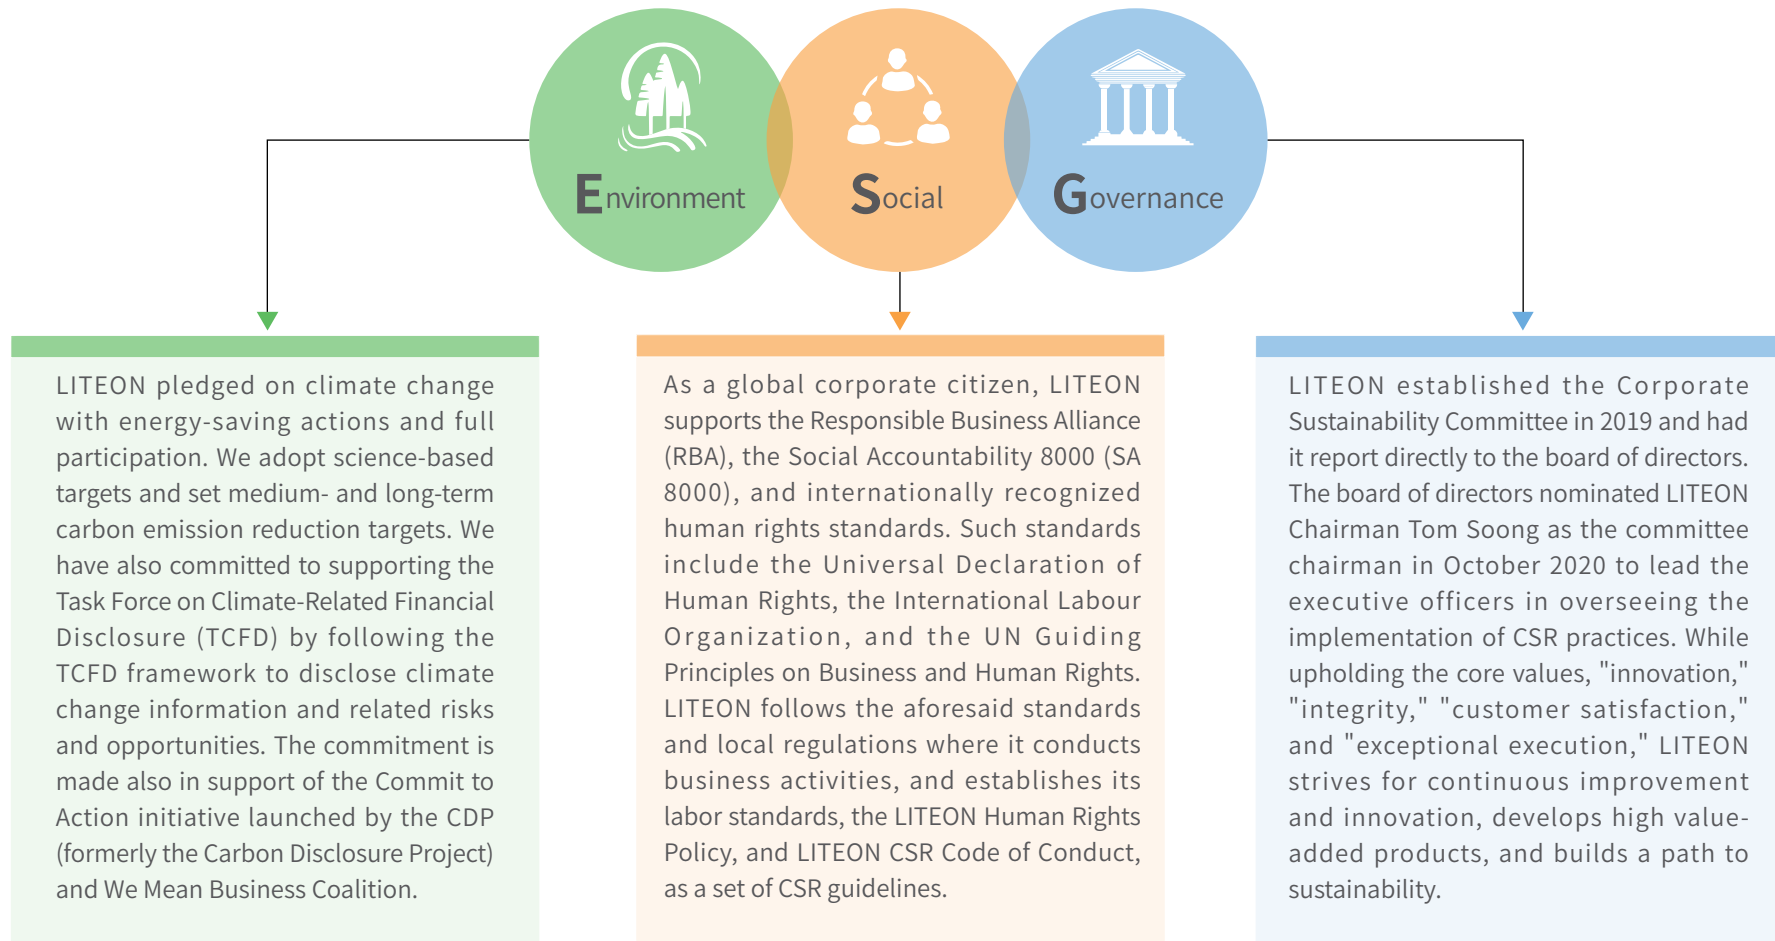 Environment
Social
Governance
LITEON pledged on climate change
with energy-saving actions and full
participation. We adopt science-based
targets and set medium- and long-term
carbon emission reduction targets. We
have also committed to supporting the
Task Force on Climate-Related Financial
Disclosure (TCFD) by following the
TCFD framework to disclose climate
change information and related risks
and opportunities. The commitment is
made also in support of the Commit to
Action initiative launched by the CDP
(formerly the Carbon Disclosure Project)
and We Mean Business Coalition.
As a global corporate citizen, LITEON
supports the Responsible Business Alliance
(RBA), the Social Accountability 8000 (SA
8000), and internationally recognized
human rights standards. Such standards
include the Universal Declaration of
Human Rights, the International Labour
Organization, and the UN Guiding
Principles on Business and Human Rights.
LITEON follows the aforesaid standards
and local regulations where it conducts
business activities, and establishes its
labor standards, the LITEON Human Rights
Policy, and LITEON CSR Code of Conduct,
as a set of CSR guidelines.
LITEON established the Corporate
Sustainability Committee in 2019 and had
it report directly to the board of directors.
The board of directors nominated LITEON
Chairman Tom Soong as the committee
chairman in October 2020 to lead the
executive officers in overseeing the
implementation of CSR practices. While
upholding the core values, "innovation,"
"integrity," "customer satisfaction,"
and "exceptional execution," LITEON
strives for continuous improvement
and innovation, develops high value-
added products, and builds a path to
sustainability.